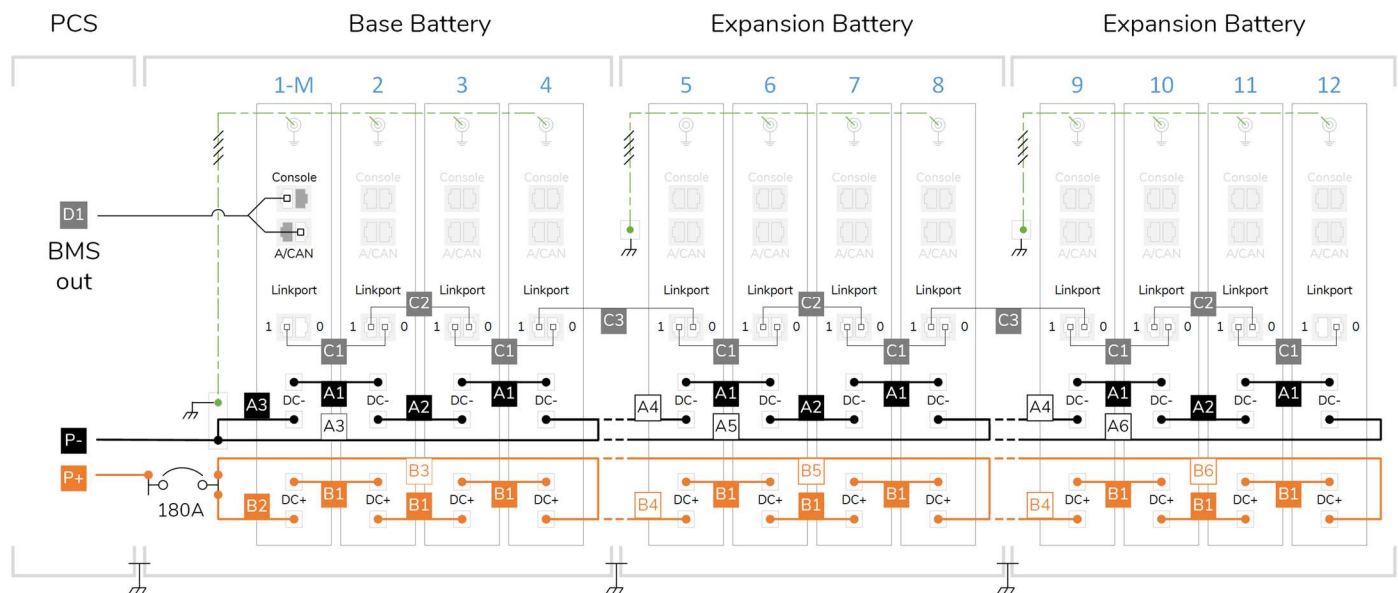 PCS Base Battery Expansion Battery Expansion Battery
1-M 2 3 4 5 6 7 8 9 10 11 12
Console Console Console Console Console Console Console Console Console Console Console Console
D1
A/CAN A/CAN A/CAN A/CAN A/CAN A/CAN A/CAN A/CAN A/CAN A/CAN A/CAN A/CAN
BMS
out
Linkport Linkport Linkport Linkport Linkport Linkport Linkport Linkport Linkport Linkport Linkport Linkport
C2 C2 C2
C3 C3
1 0 1 0 1 0 1 0 1 0 1 0 1 0 1 0 1 0 1 0 1 0 1 0
C1 C1 C1 C1 C1 C1
A1 A1 A1 A1 A1 A1
DC- DC- DC- DC- DC- DC- DC- DC- DC- DC- DC- DC-
A3 A2 A4 A2 A4 A2
A3 A5 A6
P-
P+
B3 B5 B6
B1 B1 B1 B1 B1 B1
DC+ DC+ DC+ DC+ DC+ DC+ DC+ DC+ DC+ DC+ DC+ DC+
180A B2 B1 B4 B1 B4 B1